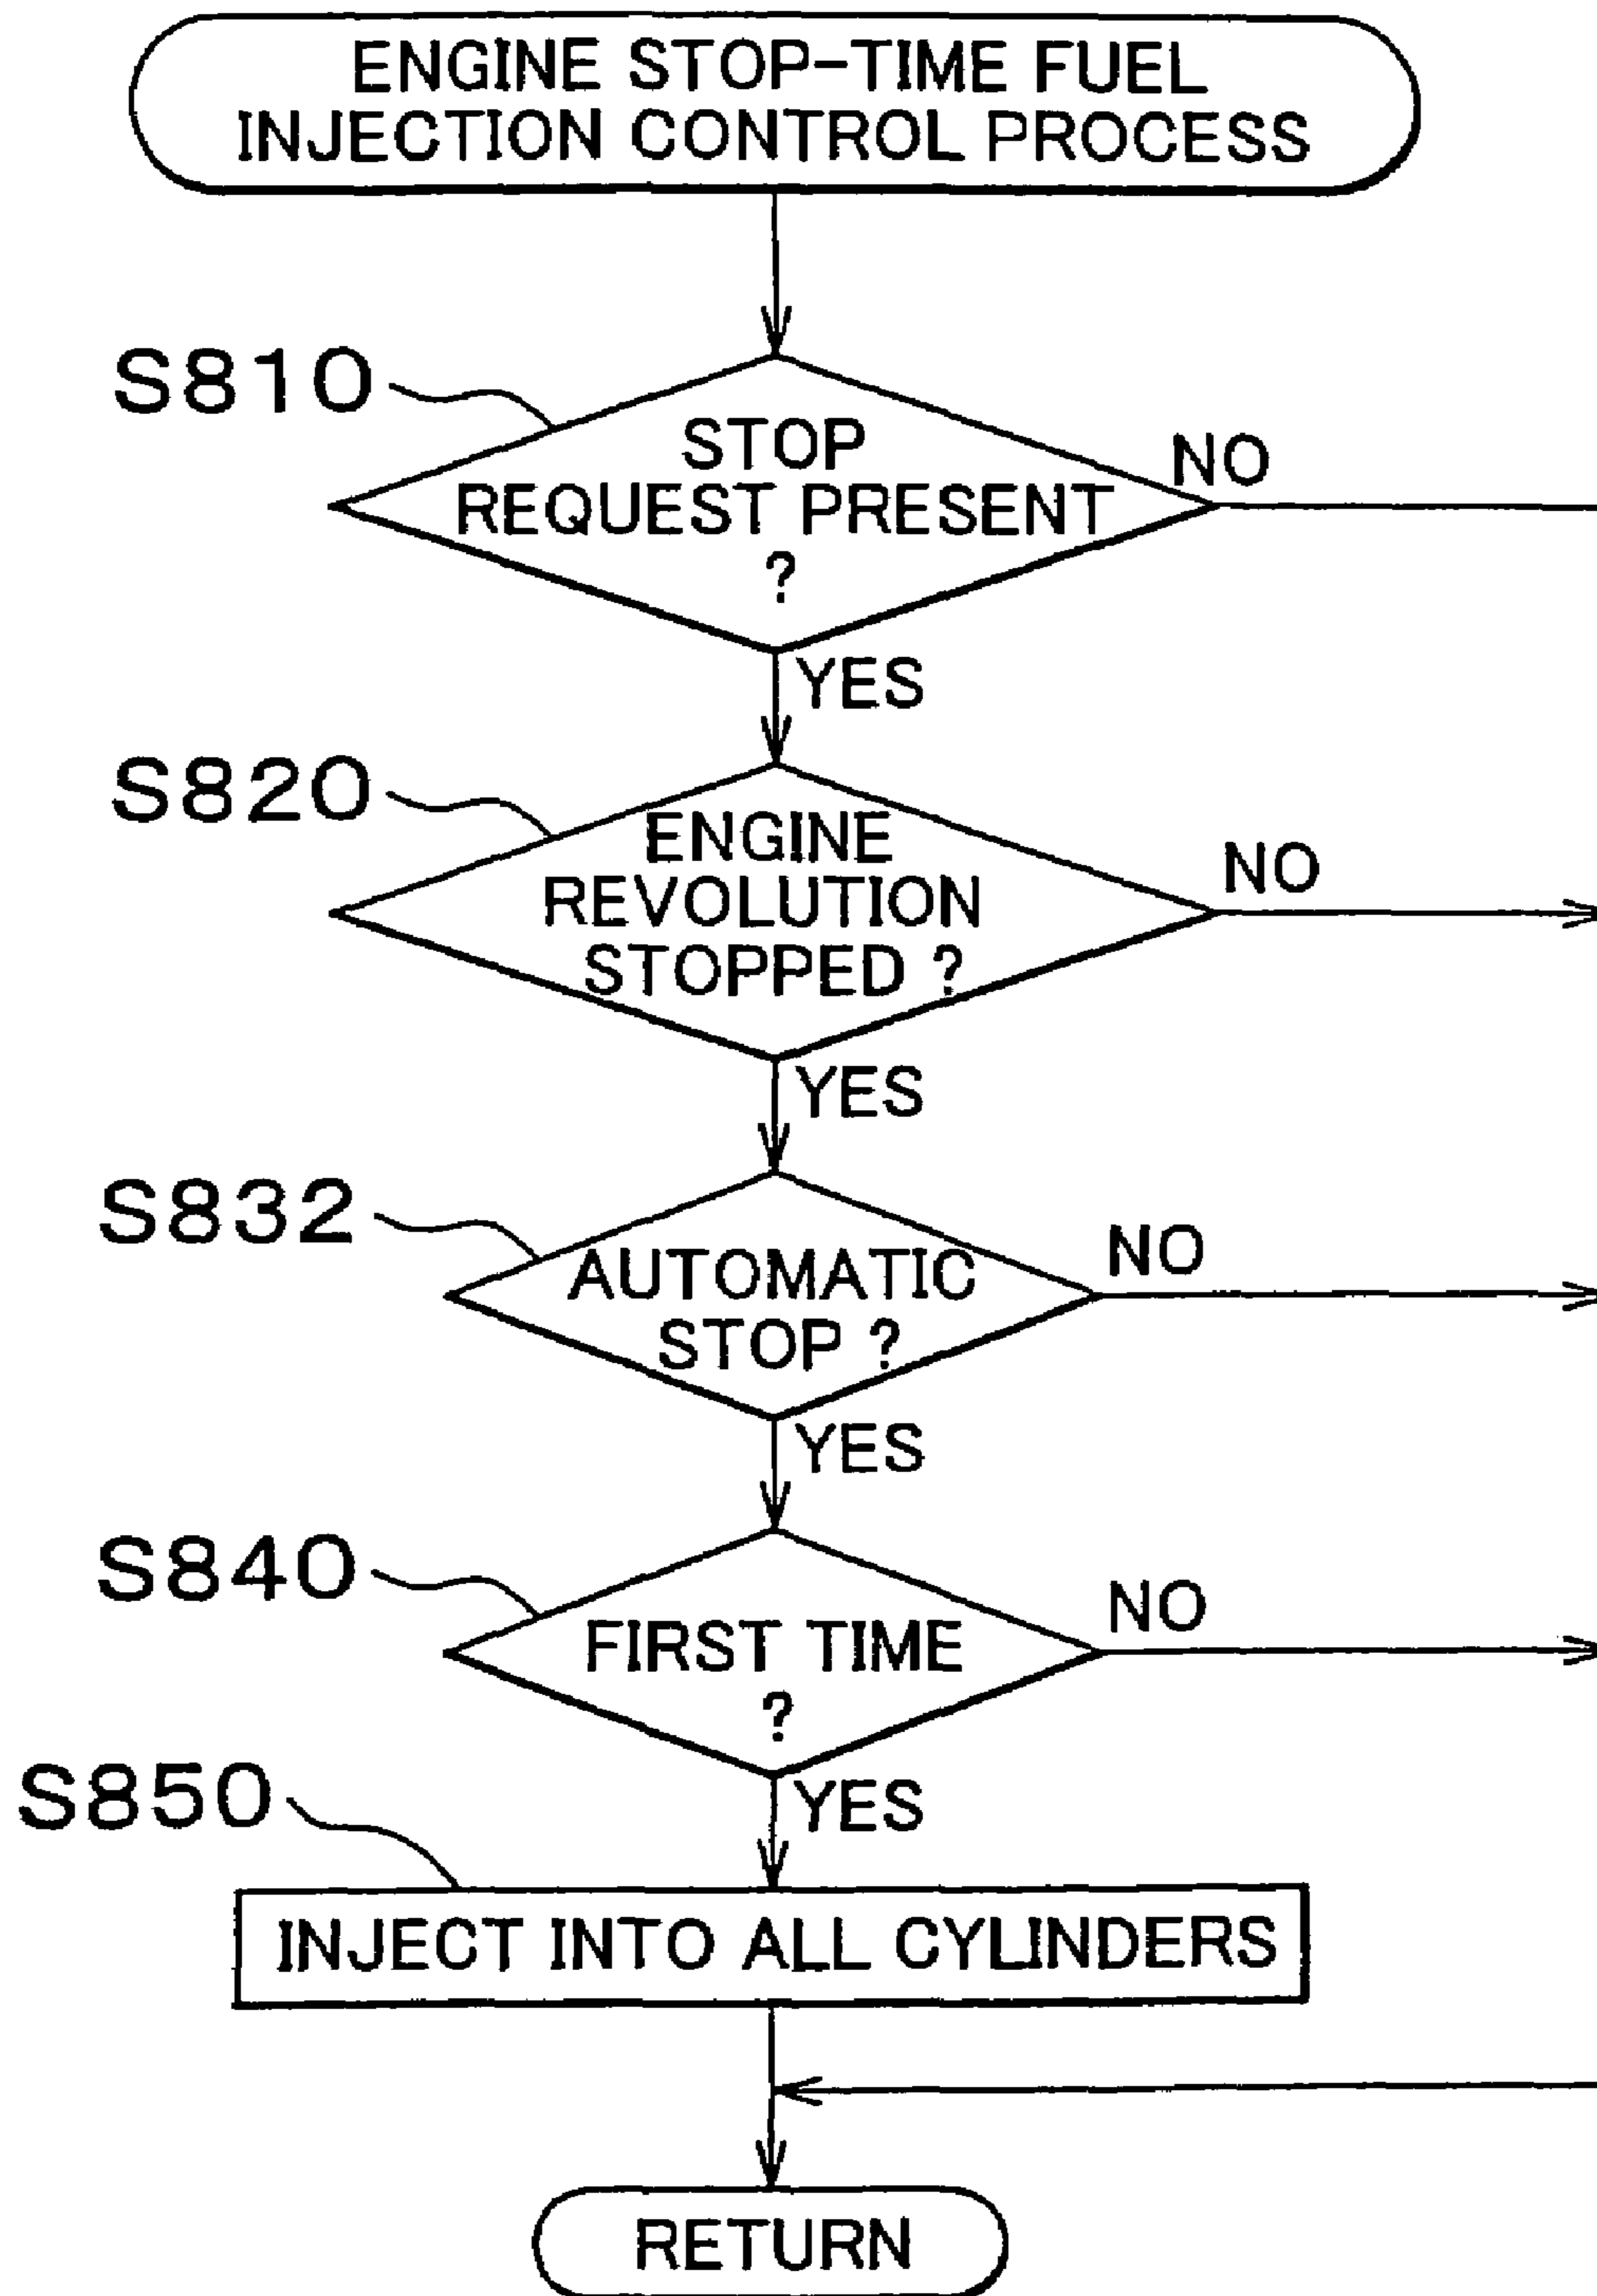 ENGINE STOP-TIME FUEL
INJECTION CONTROL PROCESS
S810
STOP
REQUEST PRESENT
?
NO
YES
S820
ENGINE
REVOLUTION
STOPPED ?
NO
YES
S832
AUTOMATIC
STOP ?
NO
YES
S840
FIRST TIME
?
NO
YES
S850
INJECT INTO ALL CYLINDERS
RETURN